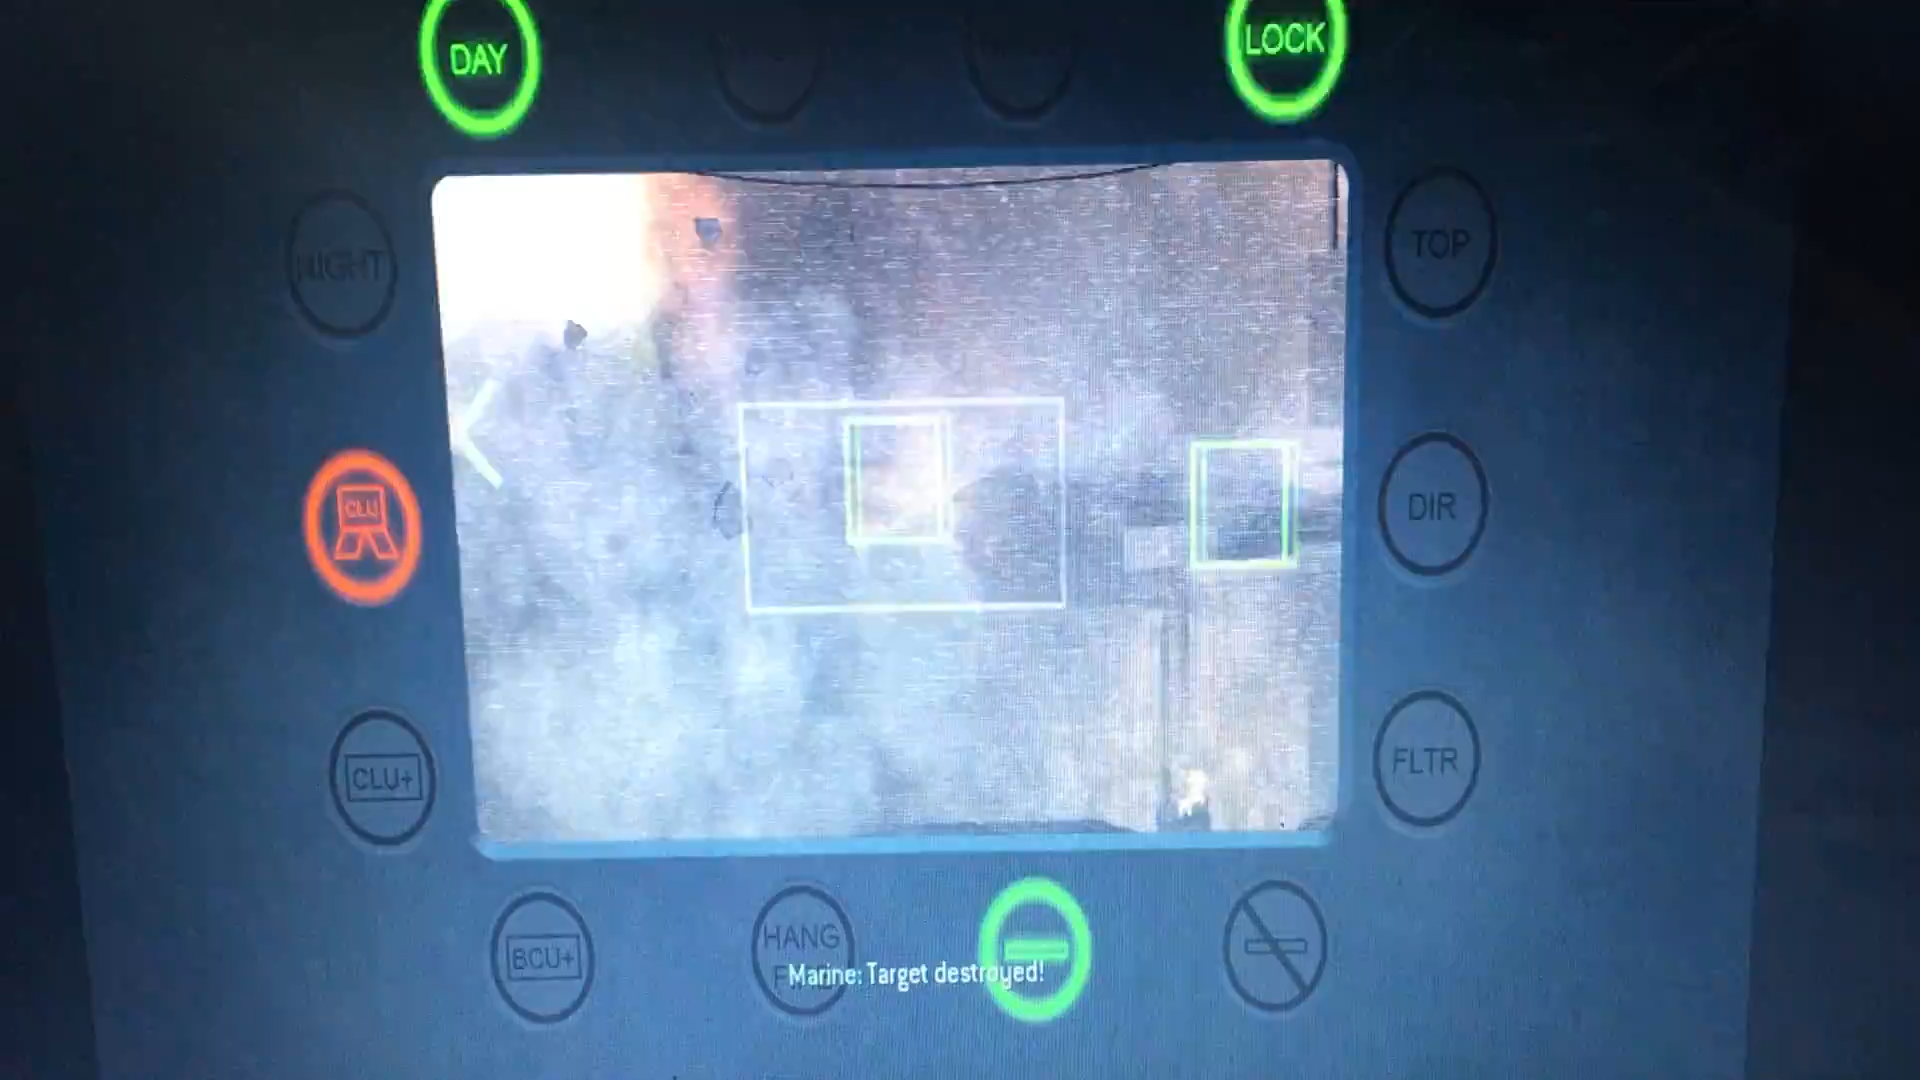 DAY
LOCK
NIGHT
TOP
CLU
DIR
CLU+
FLTR
BCU+
HANG
Marine: Target destroyed!